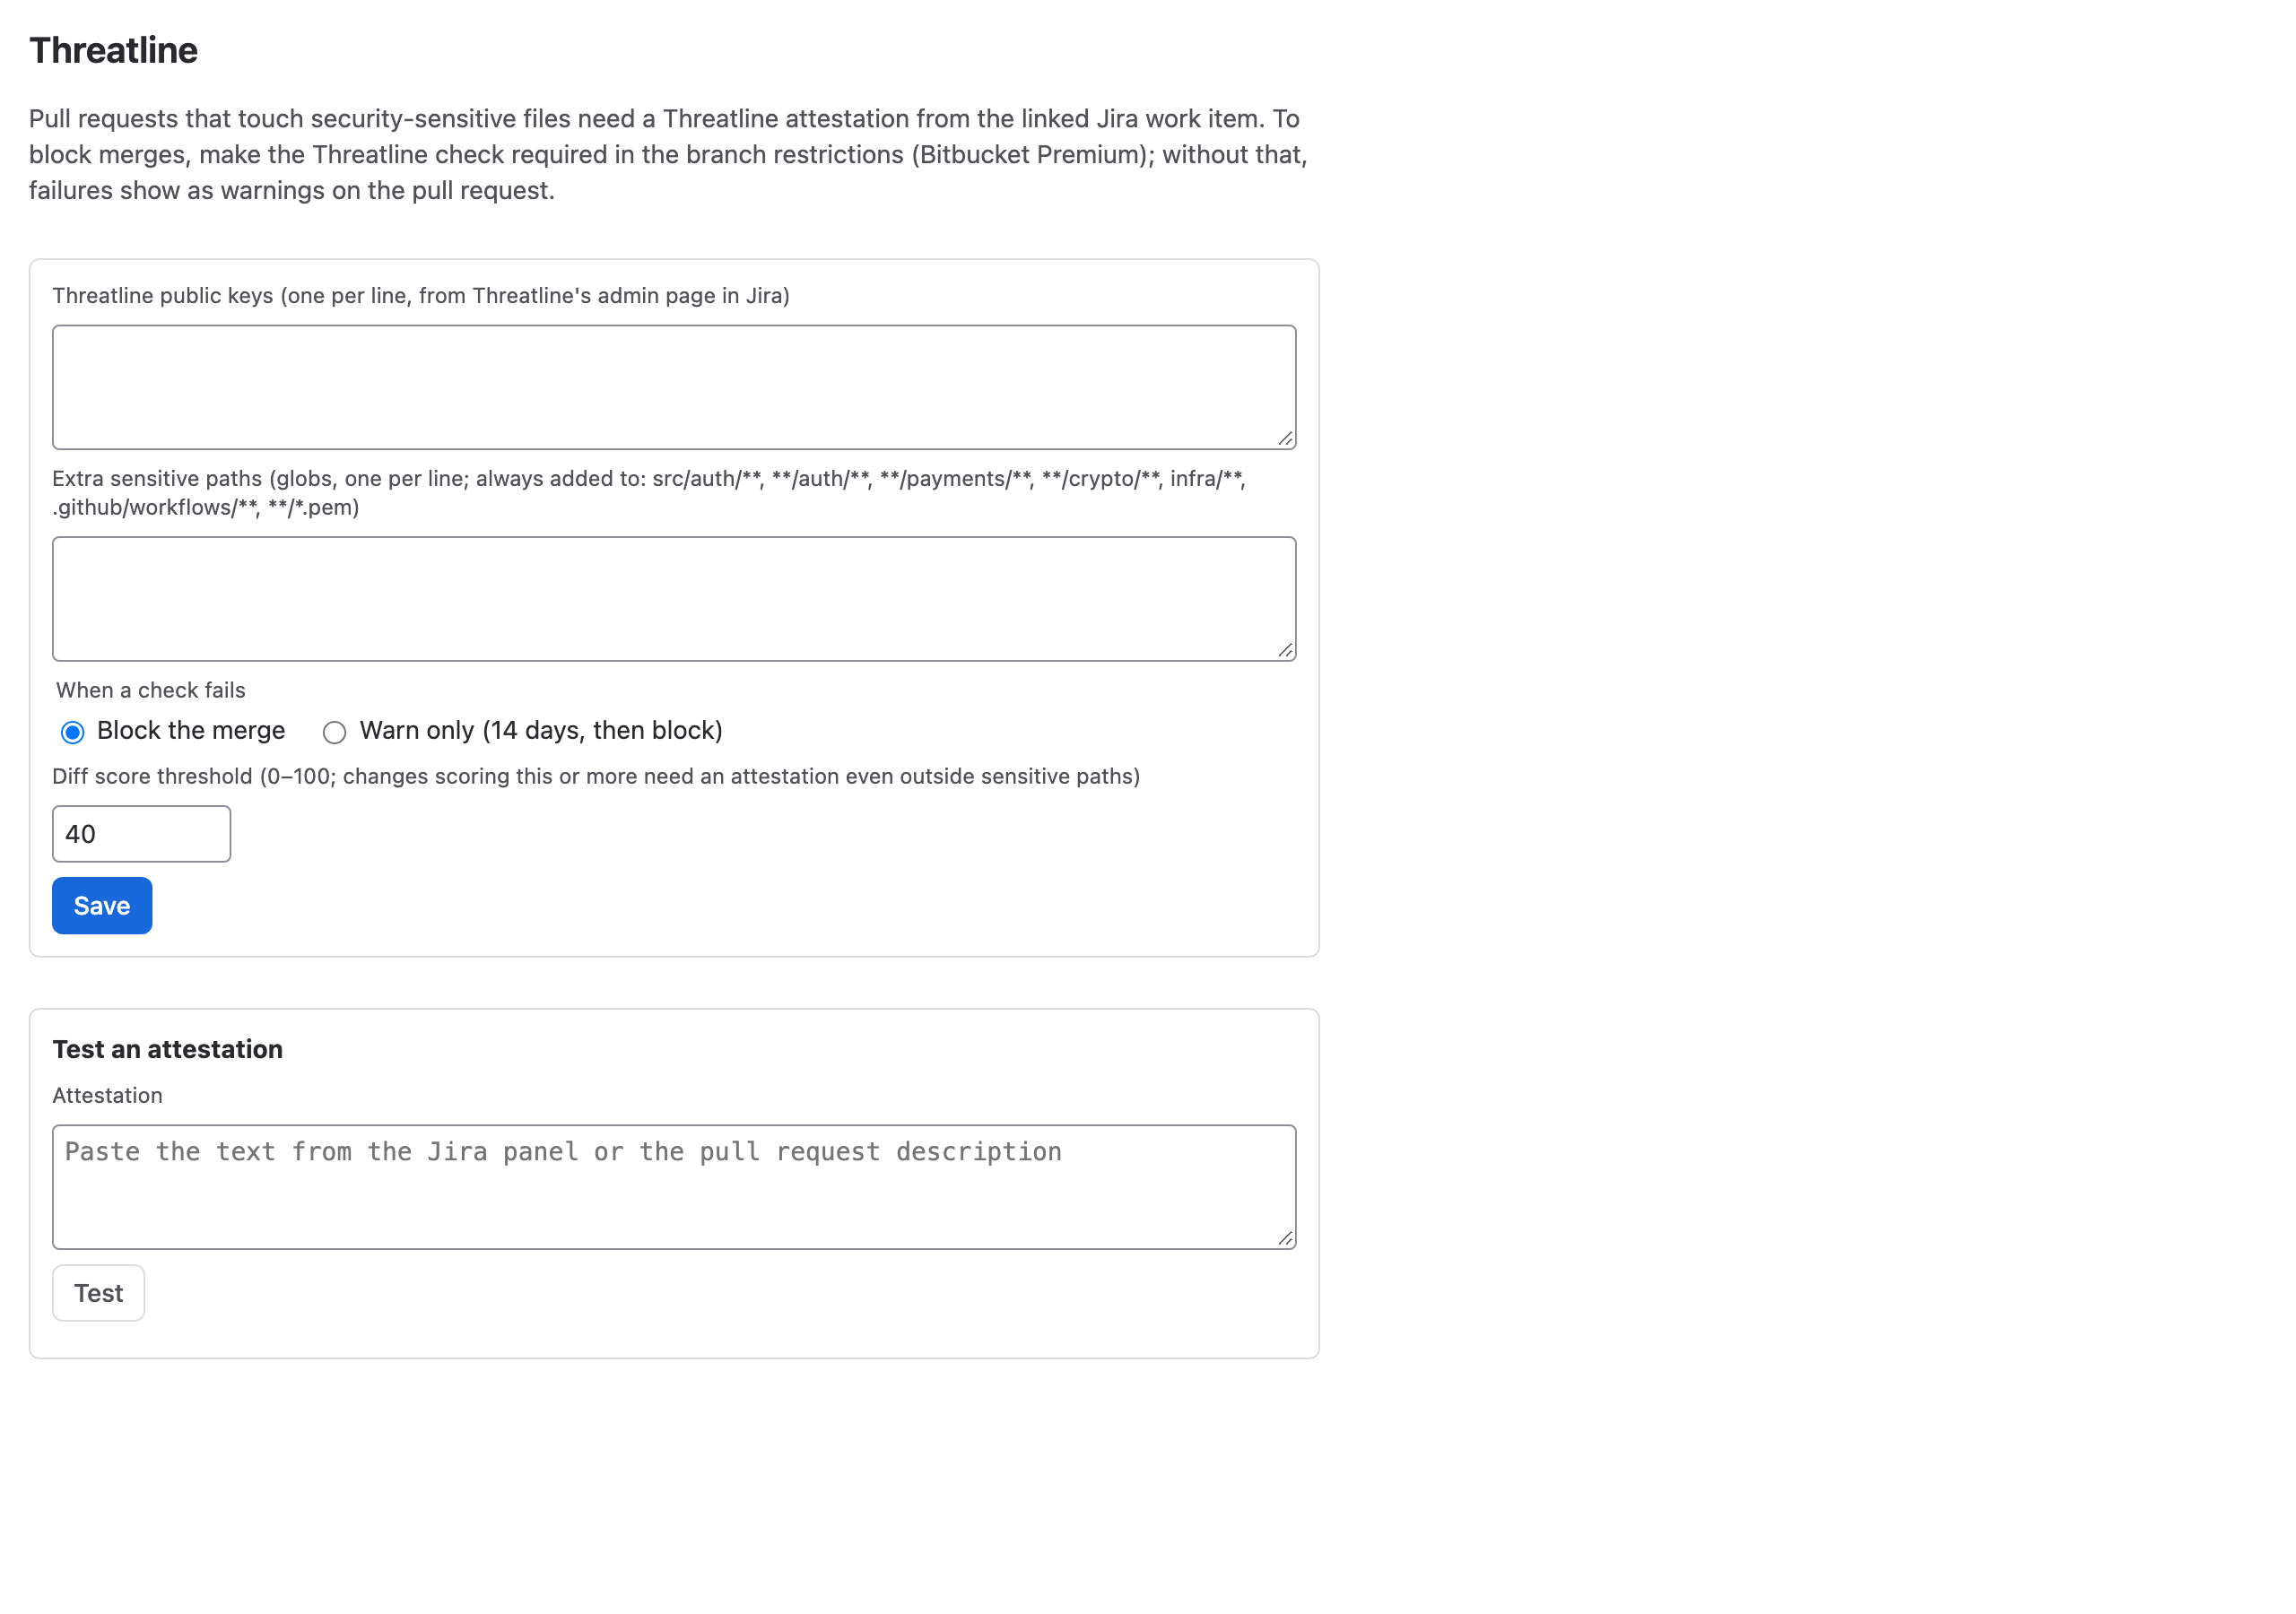 Threatline
Pull requests that touch security-sensitive files need a Threatline attestation from the linked Jira work item. To
block merges, make the Threatline check required in the branch restrictions (Bitbucket Premium); without that,
failures show as warnings on the pull request.
Threatline public keys (one per line, from Threatline's admin page in Jira)
Extra sensitive paths (globs, one per line; always added to: src/auth/**, **/auth/**, **/payments/**, **/crypto/**, infra/**,
.github/workflows/**, **/*.pem)
When a check fails
Block the merge Warn only (14 days, then block)
Diff score threshold (0–100; changes scoring this or more need an attestation even outside sensitive paths)
40
Save
Test an attestation
Attestation
Paste the text from the Jira panel or the pull request description
Test